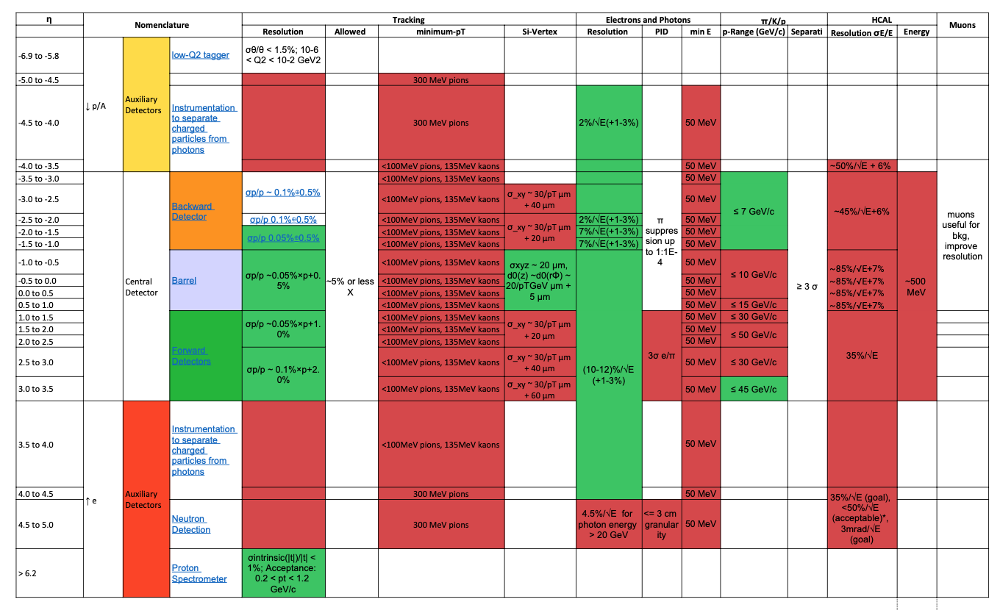 η
Nomenclature
Tracking
Electrons and Photons
π/K/p
HCAL
Muons
Resolution
Allowed
minimum-pT
Si-Vertex
Resolution
PID
min E
p-Range (GeV/c)
Separati
Resolution σE/E
Energy
-6.9 to -5.8
low-Q2 tagger
σθ/θ < 1.5%; 10-6
< Q2 < 10-2 GeV2
-5.0 to -4.5
300 MeV pions
↓ p/A
Auxiliary
Detectors
-4.5 to -4.0
Instrumentation
to separate
charged
particles from
photons
300 MeV pions
2%/√E(+1-3%)
50 MeV
-4.0 to -3.5
<100MeV pions, 135MeV kaons
50 MeV
~50%/√E + 6%
-3.5 to -3.0
<100MeV pions, 135MeV kaons
50 MeV
Central
Detector
Backward
Detector
σp/p ~ 0.1%⊕0.5%
~5% or less
X
-3.0 to -2.5
<100MeV pions, 135MeV kaons
σ_xy ~ 30/pT μm
+ 40 μm
50 MeV
π
suppres
sion up
to 1:1E-
4
≤ 7 GeV/c
≥ 3 σ
~45%/√E+6%
~500
MeV
muons
useful for
bkg,
improve
resolution
-2.5 to -2.0
σp/p 0.1%⊕0.5%
<100MeV pions, 135MeV kaons
σ_xy ~ 30/pT μm
+ 20 μm
2%/√E(+1-3%)
50 MeV
-2.0 to -1.5
σp/p 0.05%⊕0.5%
<100MeV pions, 135MeV kaons
7%/√E(+1-3%)
50 MeV
-1.5 to -1.0
<100MeV pions, 135MeV kaons
7%/√E(+1-3%)
50 MeV
-1.0 to -0.5
Barrel
σp/p ~0.05%×p+0.
5%
<100MeV pions, 135MeV kaons
σxyz ~ 20 μm,
d0(z) ~d0(rΦ) ~
20/pTGeV μm +
5 μm
50 MeV
≤ 10 GeV/c
~85%/√E+7%
-0.5 to 0.0
<100MeV pions, 135MeV kaons
50 MeV
~85%/√E+7%
0.0 to 0.5
<100MeV pions, 135MeV kaons
50 MeV
~85%/√E+7%
0.5 to 1.0
<100MeV pions, 135MeV kaons
50 MeV
≤ 15 GeV/c
~85%/√E+7%
1.0 to 1.5
Forward
Detectors
σp/p ~0.05%×p+1.
0%
<100MeV pions, 135MeV kaons
σ_xy ~ 30/pT μm
+ 20 μm
(10-12)%/√E
(+1-3%)
3σ e/π
50 MeV
≤ 30 GeV/c
35%/√E
1.5 to 2.0
<100MeV pions, 135MeV kaons
50 MeV
≤ 50 GeV/c
2.0 to 2.5
<100MeV pions, 135MeV kaons
50 MeV
2.5 to 3.0
σp/p ~ 0.1%×p+2.
0%
<100MeV pions, 135MeV kaons
σ_xy ~ 30/pT μm
+ 40 μm
50 MeV
≤ 30 GeV/c
3.0 to 3.5
<100MeV pions, 135MeV kaons
σ_xy ~ 30/pT μm
+ 60 μm
50 MeV
≤ 45 GeV/c
↑ e
Auxiliary
Detectors
3.5 to 4.0
Instrumentation
to separate
charged
particles from
photons
<100MeV pions, 135MeV kaons
50 MeV
4.0 to 4.5
300 MeV pions
50 MeV
35%/√E (goal),
<50%/√E
(acceptable)*,
3mrad/√E
(goal)
4.5 to 5.0
Neutron
Detection
300 MeV pions
4.5%/√E for
photon energy
> 20 GeV
<= 3 cm
granular
ity
50 MeV
> 6.2
Proton
Spectrometer
σintrinsic(|t|)/|t| <
1%; Acceptance:
0.2 < pt < 1.2
GeV/c